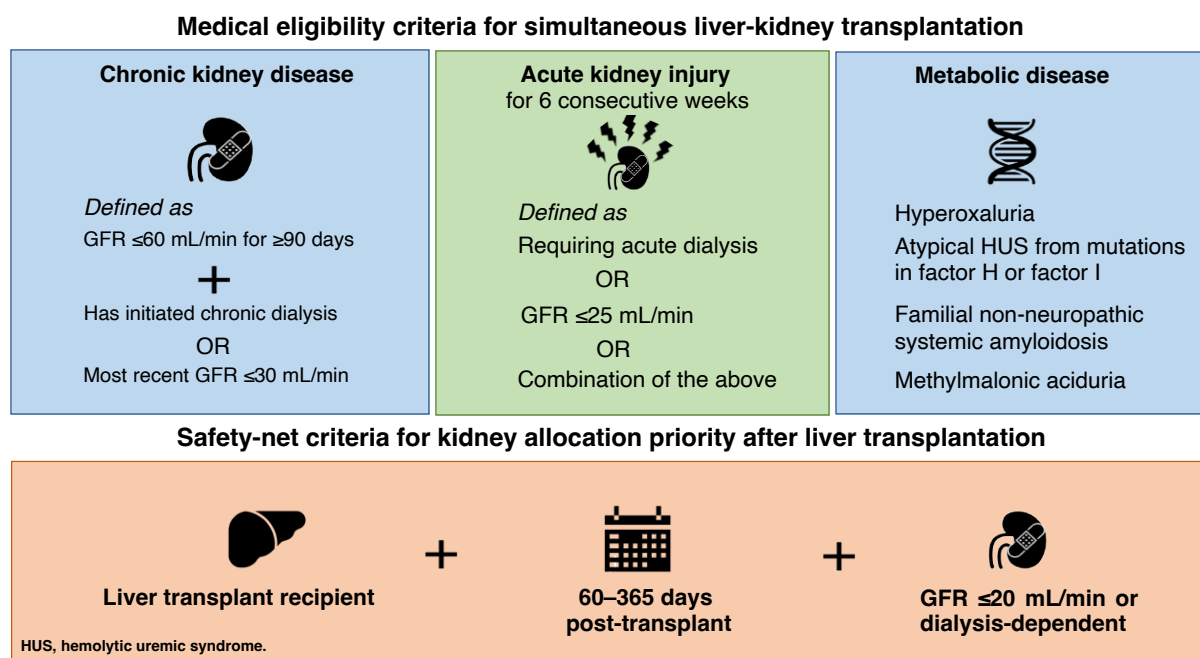 Medical eligibility criteria for simultaneous liver-kidney transplantation
Chronic kidney disease
Defined as
GFR ≤60 mL/min for ≥90 days
+
Has initiated chronic dialysis
OR
Most recent GFR ≤30 mL/min
Acute kidney injury
for 6 consecutive weeks
Defined as
Requiring acute dialysis
OR
GFR ≤25 mL/min
OR
Combination of the above
Metabolic disease
Hyperoxaluria
Atypical HUS from mutations
in factor H or factor I
Familial non-neuropathic
systemic amyloidosis
Methylmalonic aciduria
Safety-net criteria for kidney allocation priority after liver transplantation
Liver transplant recipient
+
60–365 days
post-transplant
+
GFR ≤20 mL/min or
dialysis-dependent
HUS, hemolytic uremic syndrome.